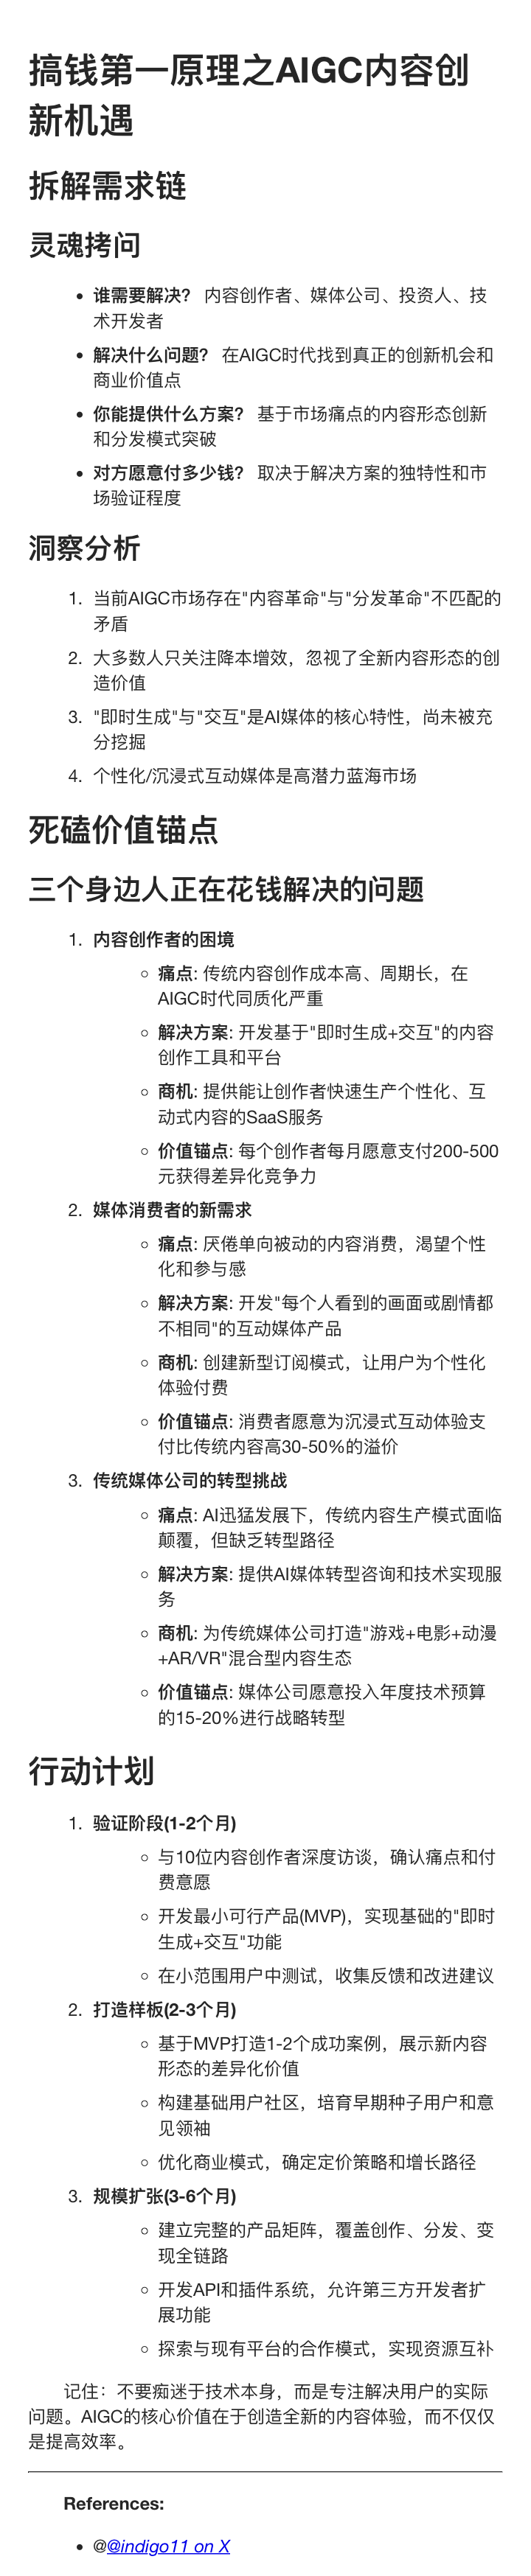 搞钱第一原理之AIGC内容创
新机遇
拆解需求链
灵魂拷问
• 谁需要解决? 内容创作者、媒体公司、投资人、技
术开发者
• 解决什么问题? 在AIGC时代找到真正的创新机会和
商业价值点
• 你能提供什么方案? 基于市场痛点的内容形态创新
和分发模式突破
• 对方愿意付多少钱? 取决于解决方案的独特性和市
场验证程度
洞察分析
1. 当前AIGC市场存在"内容革命"与"分发革命"不匹配的
矛盾
2. 大多数人只关注降本增效，忽视了全新内容形态的创
造价值
3. "即时生成"与"交互"是AI媒体的核心特性，尚未被充
分挖掘
4. 个性化/沉浸式互动媒体是高潜力蓝海市场
死磕价值锚点
三个身边人正在花钱解决的问题
1. 内容创作者的困境
◦ 痛点: 传统内容创作成本高、周期长，在
AIGC时代同质化严重
◦ 解决方案: 开发基于"即时生成+交互"的内容
创作工具和平台
◦ 商机: 提供能让创作者快速生产个性化、互
动式内容的SaaS服务
◦ 价值锚点: 每个创作者每月愿意支付200-500
元获得差异化竞争力
2. 媒体消费者的新需求
◦ 痛点: 厌倦单向被动的内容消费，渴望个性
化和参与感
◦ 解决方案: 开发"每个人看到的画面或剧情都
不相同"的互动媒体产品
◦ 商机: 创建新型订阅模式，让用户为个性化
体验付费
◦ 价值锚点: 消费者愿意为沉浸式互动体验支
付比传统内容高30-50%的溢价
3. 传统媒体公司的转型挑战
◦ 痛点: AI迅猛发展下，传统内容生产模式面临
颠覆，但缺乏转型路径
◦ 解决方案: 提供AI媒体转型咨询和技术实现服
务
◦ 商机: 为传统媒体公司打造"游戏+电影+动漫
+AR/VR"混合型内容生态
◦ 价值锚点: 媒体公司愿意投入年度技术预算
的15-20%进行战略转型
行动计划
1. 验证阶段(1-2个月)
◦ 与10位内容创作者深度访谈，确认痛点和付
费意愿
◦ 开发最小可行产品(MVP)，实现基础的"即时
生成+交互"功能
◦ 在小范围用户中测试，收集反馈和改进建议
2. 打造样板(2-3个月)
◦ 基于MVP打造1-2个成功案例，展示新内容
形态的差异化价值
◦ 构建基础用户社区，培育早期种子用户和意
见领袖
◦ 优化商业模式，确定定价策略和增长路径
3. 规模扩张(3-6个月)
◦ 建立完整的产品矩阵，覆盖创作、分发、变
现全链路
◦ 开发API和插件系统，允许第三方开发者扩
展功能
◦ 探索与现有平台的合作模式，实现资源互补
记住：不要痴迷于技术本身，而是专注解决用户的实际
问题。AIGC的核心价值在于创造全新的内容体验，而不仅仅
是提高效率。
References:
• @@indigo11 on X